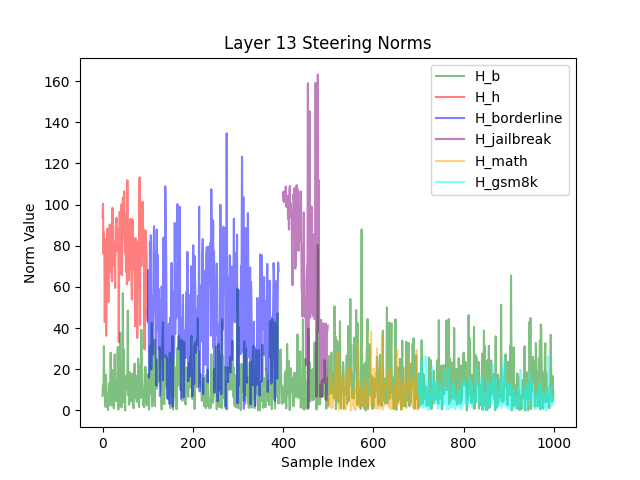 Layer 13 Steering Norms
Norm Value
160
140
120
100
80
60
40
20
0
H_b
H_h
H_borderline
H_jailbreak
H_math
H_gsm8k
0
200
400
600
800
1000
Sample Index